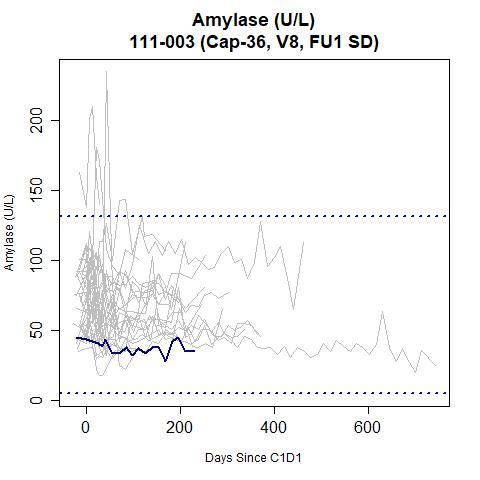 Amylase (U/L)
111-003 (Cap-36, V8, FU1 SD)
Amylase (U/L)
200
150
100
50
0
0 200 400 600
Days Since C1D1